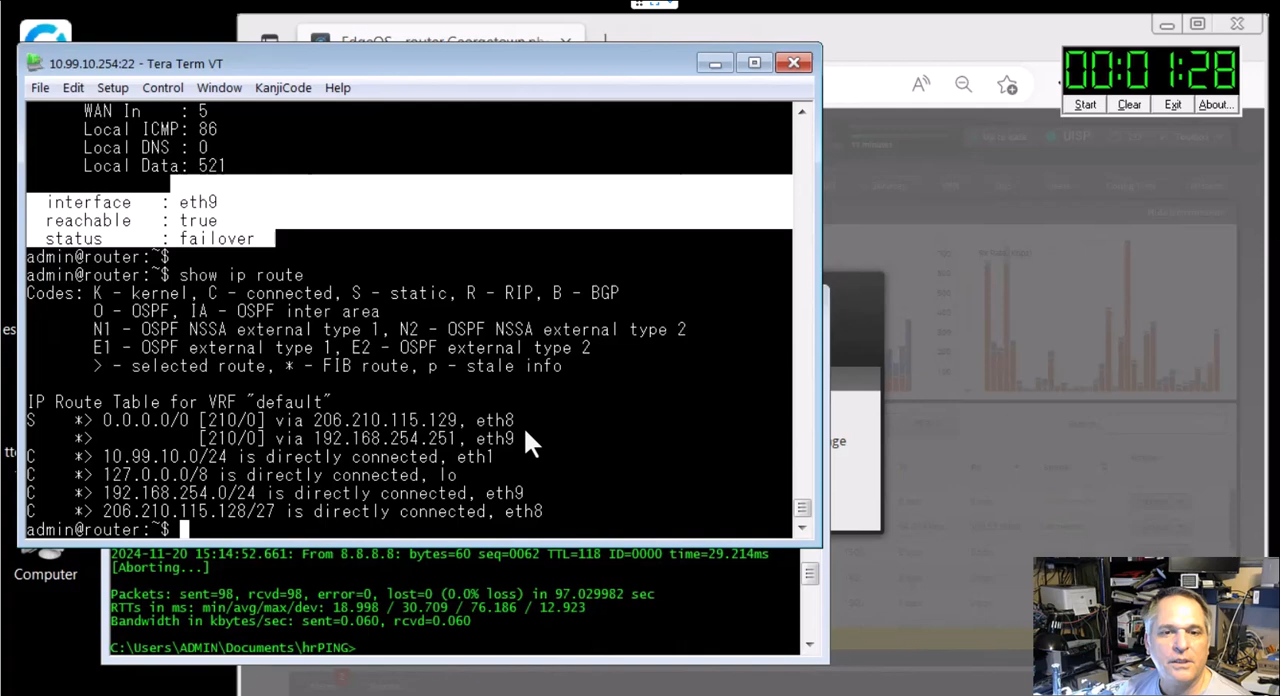 EdgeOS - router.Georgetown.ply
10.99.10.254:22 - Tera Term VT
File Edit Setup Control Window KanjiCode Help
00:01:28
Start Clear Exit About...
WAN In : 5
Local ICMP: 86
Local DNS : 0
Local Data: 521
interface : eth9
reachable : true
status : failover
admin@router:~$
admin@router:~$ show ip route
Codes: K - kernel, C - connected, S - static, R - RIP, B - BGP
O - OSPF, IA - OSPF inter area
N1 - OSPF NSSA external type 1, N2 - OSPF NSSA external type 2
E1 - OSPF external type 1, E2 - OSPF external type 2
> - selected route, * - FIB route, p - stale info
IP Route Table for VRF "default"
S *> 0.0.0.0/0 [210/0] via 206.210.115.129, eth8
*> [210/0] via 192.168.254.251, eth9
C *> 10.99.10.0/24 is directly connected, eth1
C *> 127.0.0.0/8 is directly connected, lo
C *> 192.168.254.0/24 is directly connected, eth9
C *> 206.210.115.128/27 is directly connected, eth8
admin@router:~$
UISP
Computer
2024-11-20 15:14:52.661: From 8.8.8.8: bytes=60 seq=0062 TTL=118 ID=0000 time=29.214ms
[Aborting...]
Packets: sent=98, rcvd=98, error=0, lost=0 (0.0% loss) in 97.029982 sec
RTTs in ms: min/avg/max/dev: 18.998 / 30.709 / 76.186 / 12.923
Bandwidth in kbytes/sec: sent=0.060, rcvd=0.060
C:\Users\ADMIN\Documents\hrPING>